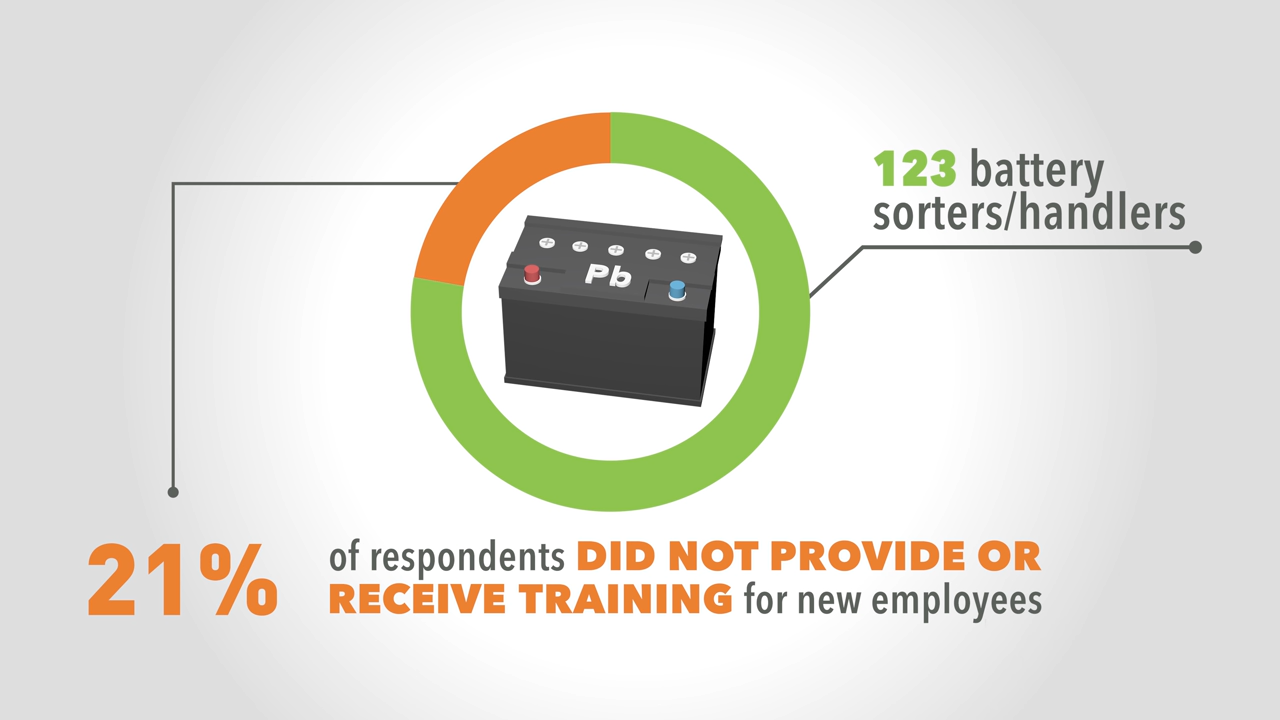 123 battery
sorters/handlers
Pb
21%
of respondents DID NOT PROVIDE OR
RECEIVE TRAINING for new employees